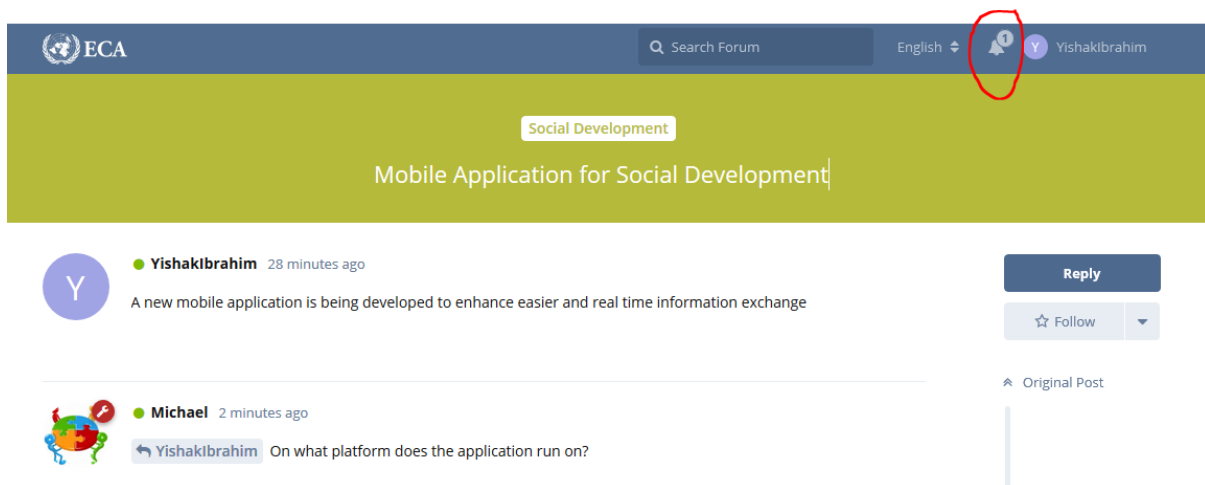 ECA
Search Forum
English
1
Y
YishakIbrahim
Social Development
Mobile Application for Social Development
Y
YishakIbrahim 28 minutes ago
A new mobile application is being developed to enhance easier and real time information exchange
Reply
Follow
Original Post
Michael 2 minutes ago
YishakIbrahim On what platform does the application run on?